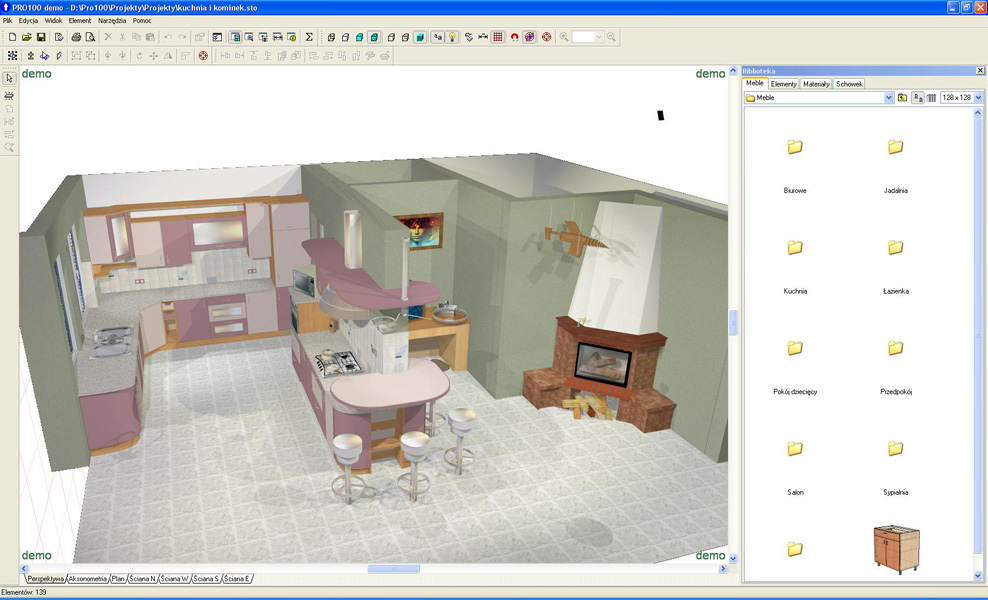 PRO100 demo - D:\Pro100\Projekty\Projekty\kuchnia i kominek.sto
Plik Edycja Widok Element Narzędzia Pomoc
demo
demo
Biblioteka
Meble Elementy Materiały Schowek
Meble
128 x 128
Biurowe
Jadalnia
Kuchnia
Łazienka
Pokój dziecięcy
Przedpokój
Salon
Sypialnia
demo
demo
Perspektywa Aksonometria Plan Ściana N Ściana W Ściana S Ściana E
Elementów: 139